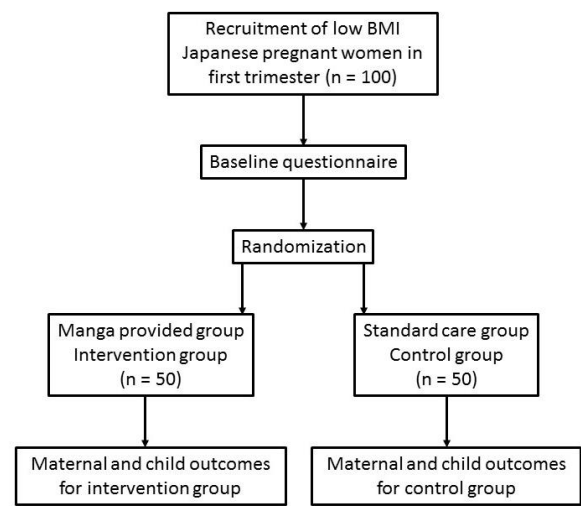 Recruitment of low BMI
Japanese pregnant women in
first trimester (n = 100)
Baseline questionnaire
Randomization
Manga provided group
Intervention group
(n = 50)
Standard care group
Control group
(n = 50)
Maternal and child outcomes
for intervention group
Maternal and child outcomes
for control group